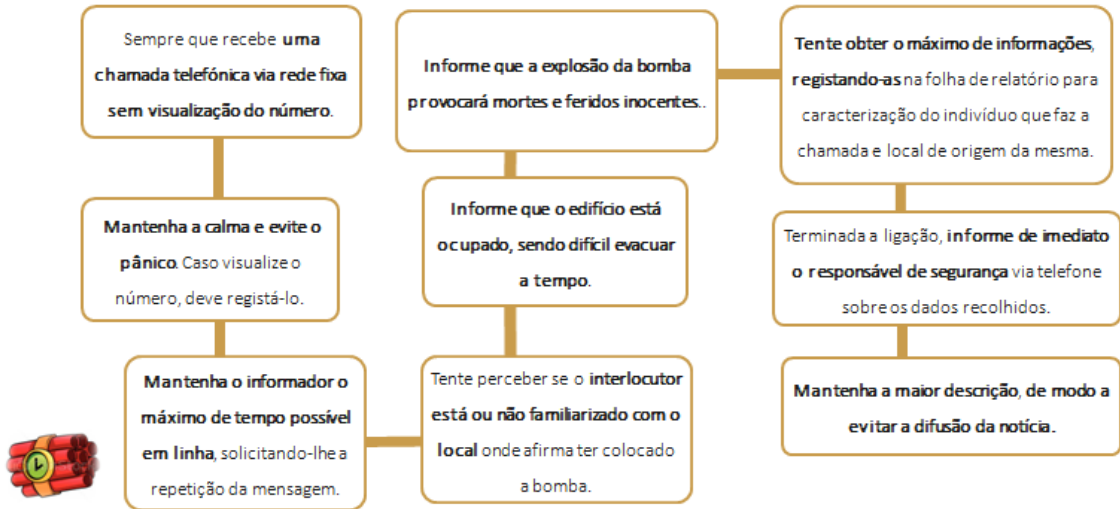 Sempre que recebe uma
chamada telefónica via rede fixa
sem visualização do número.
Mantenha a calma e evite o
pânico. Caso visualize o
número, deve registá-lo.
Mantenha o informador o
máximo de tempo possível
em linha, solicitando-lhe a
repetição da mensagem.
Tente perceber se o interlocutor
está ou não familiarizado com o
local onde afirma ter colocado
a bomba.
Informe que o edifício está
ocupado, sendo difícil evacuar
a tempo.
Informe que a explosão da bomba
provocará mortes e feridos inocentes..
Tente obter o máximo de informações,
registando-as na folha de relatório para
caracterização do indivíduo que faz a
chamada e local de origem da mesma.
Terminada a ligação, informe de imediato
o responsável de segurança via telefone
sobre os dados recolhidos.
Mantenha a maior descrição, de modo a
evitar a difusão da notícia.